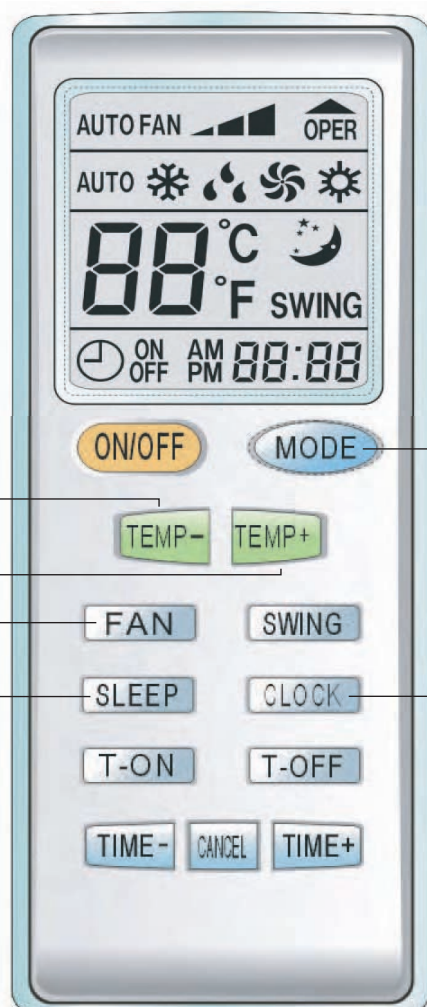 AUTO FAN OPER
AUTO
88 °C
°F SWING
ON AM 88:88
OFF PM
ON/OFF MODE
TEMP- TEMP+
FAN SWING
SLEEP CLOCK
T-ON T-OFF
TIME- CANCEL TIME+